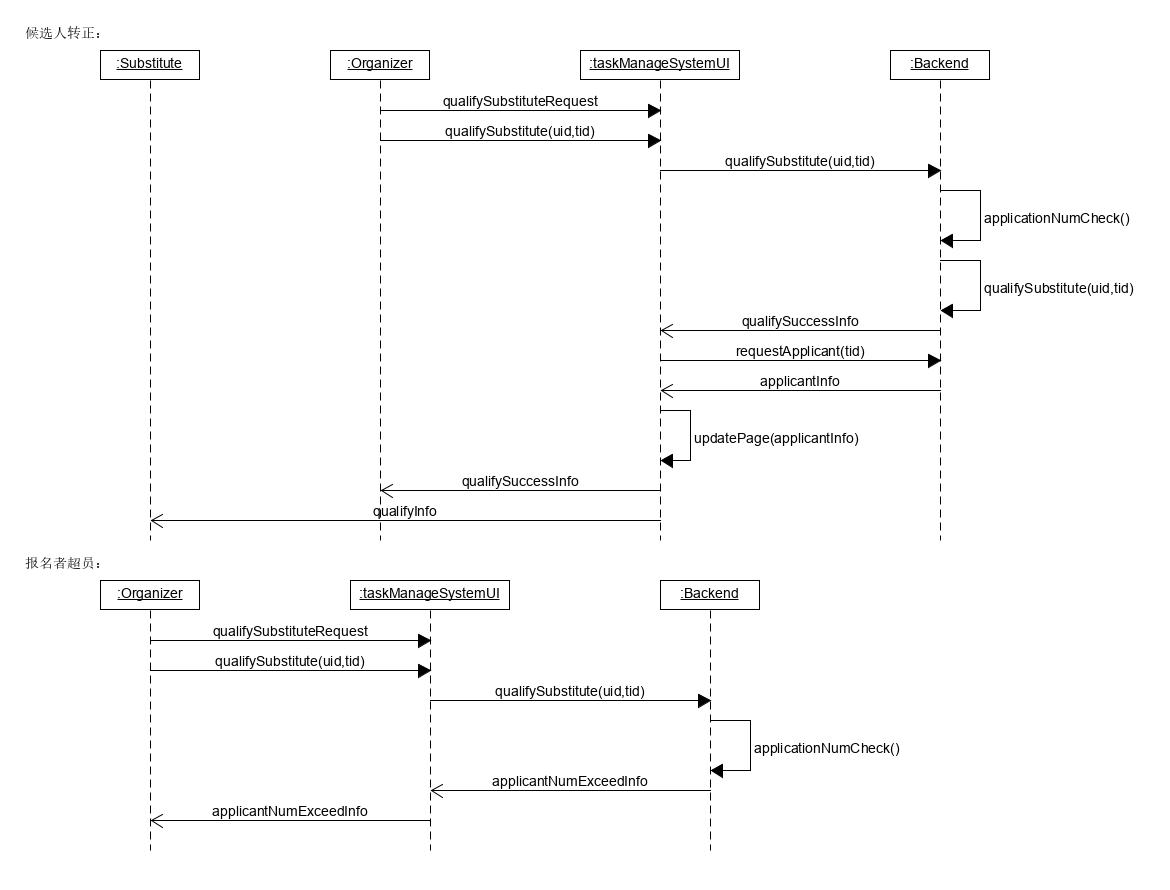 候选人转正：
:Substitute
:Organizer
:taskManageSystemUI
:Backend
qualifySubstituteRequest
qualifySubstitute(uid,tid)
qualifySubstitute(uid,tid)
applicationNumCheck()
qualifySubstitute(uid,tid)
qualifySuccessInfo
requestApplicant(tid)
applicantInfo
updatePage(applicantInfo)
qualifySuccessInfo
qualifyInfo
报名者超员：
:Organizer
:taskManageSystemUI
:Backend
qualifySubstituteRequest
qualifySubstitute(uid,tid)
qualifySubstitute(uid,tid)
applicationNumCheck()
applicantNumExceedInfo
applicantNumExceedInfo